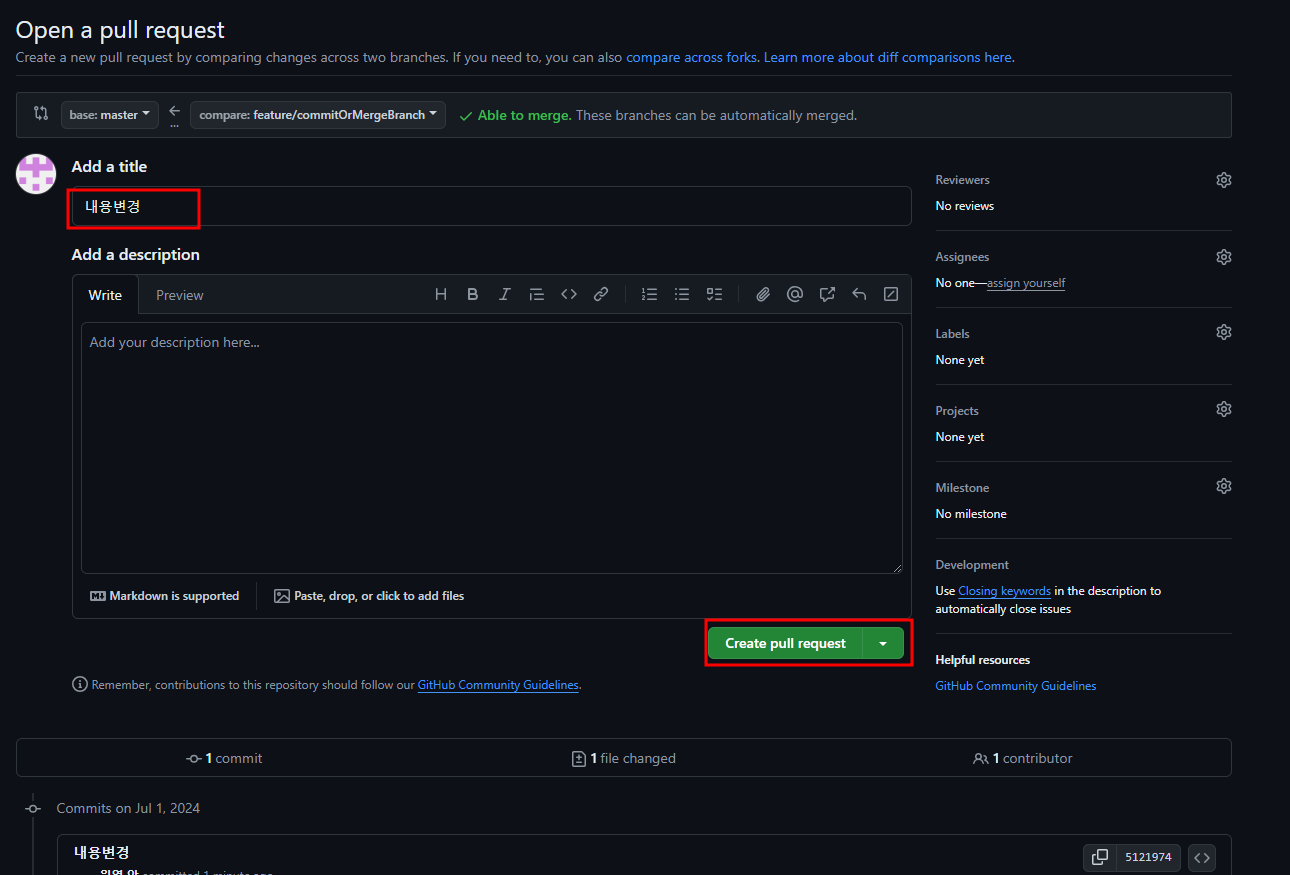 Open a pull request
Create a new pull request by comparing changes across two branches. If you need to, you can also compare across forks. Learn more about diff comparisons here.
base: master
...
compare: feature/commitOrMergeBranch
Able to merge. These branches can be automatically merged.
Add a title
내용변경
Add a description
Write
Preview
Add your description here...
Markdown is supported
Paste, drop, or click to add files
Create pull request
Remember, contributions to this repository should follow our GitHub Community Guidelines.
Reviewers
No reviews
Assignees
No one—assign yourself
Labels
None yet
Projects
None yet
Milestone
No milestone
Development
Use Closing keywords in the description to
automatically close issues
Helpful resources
GitHub Community Guidelines
1 commit
1 file changed
1 contributor
Commits on Jul 1, 2024
내용변경
5121974
committed 1 minute ago